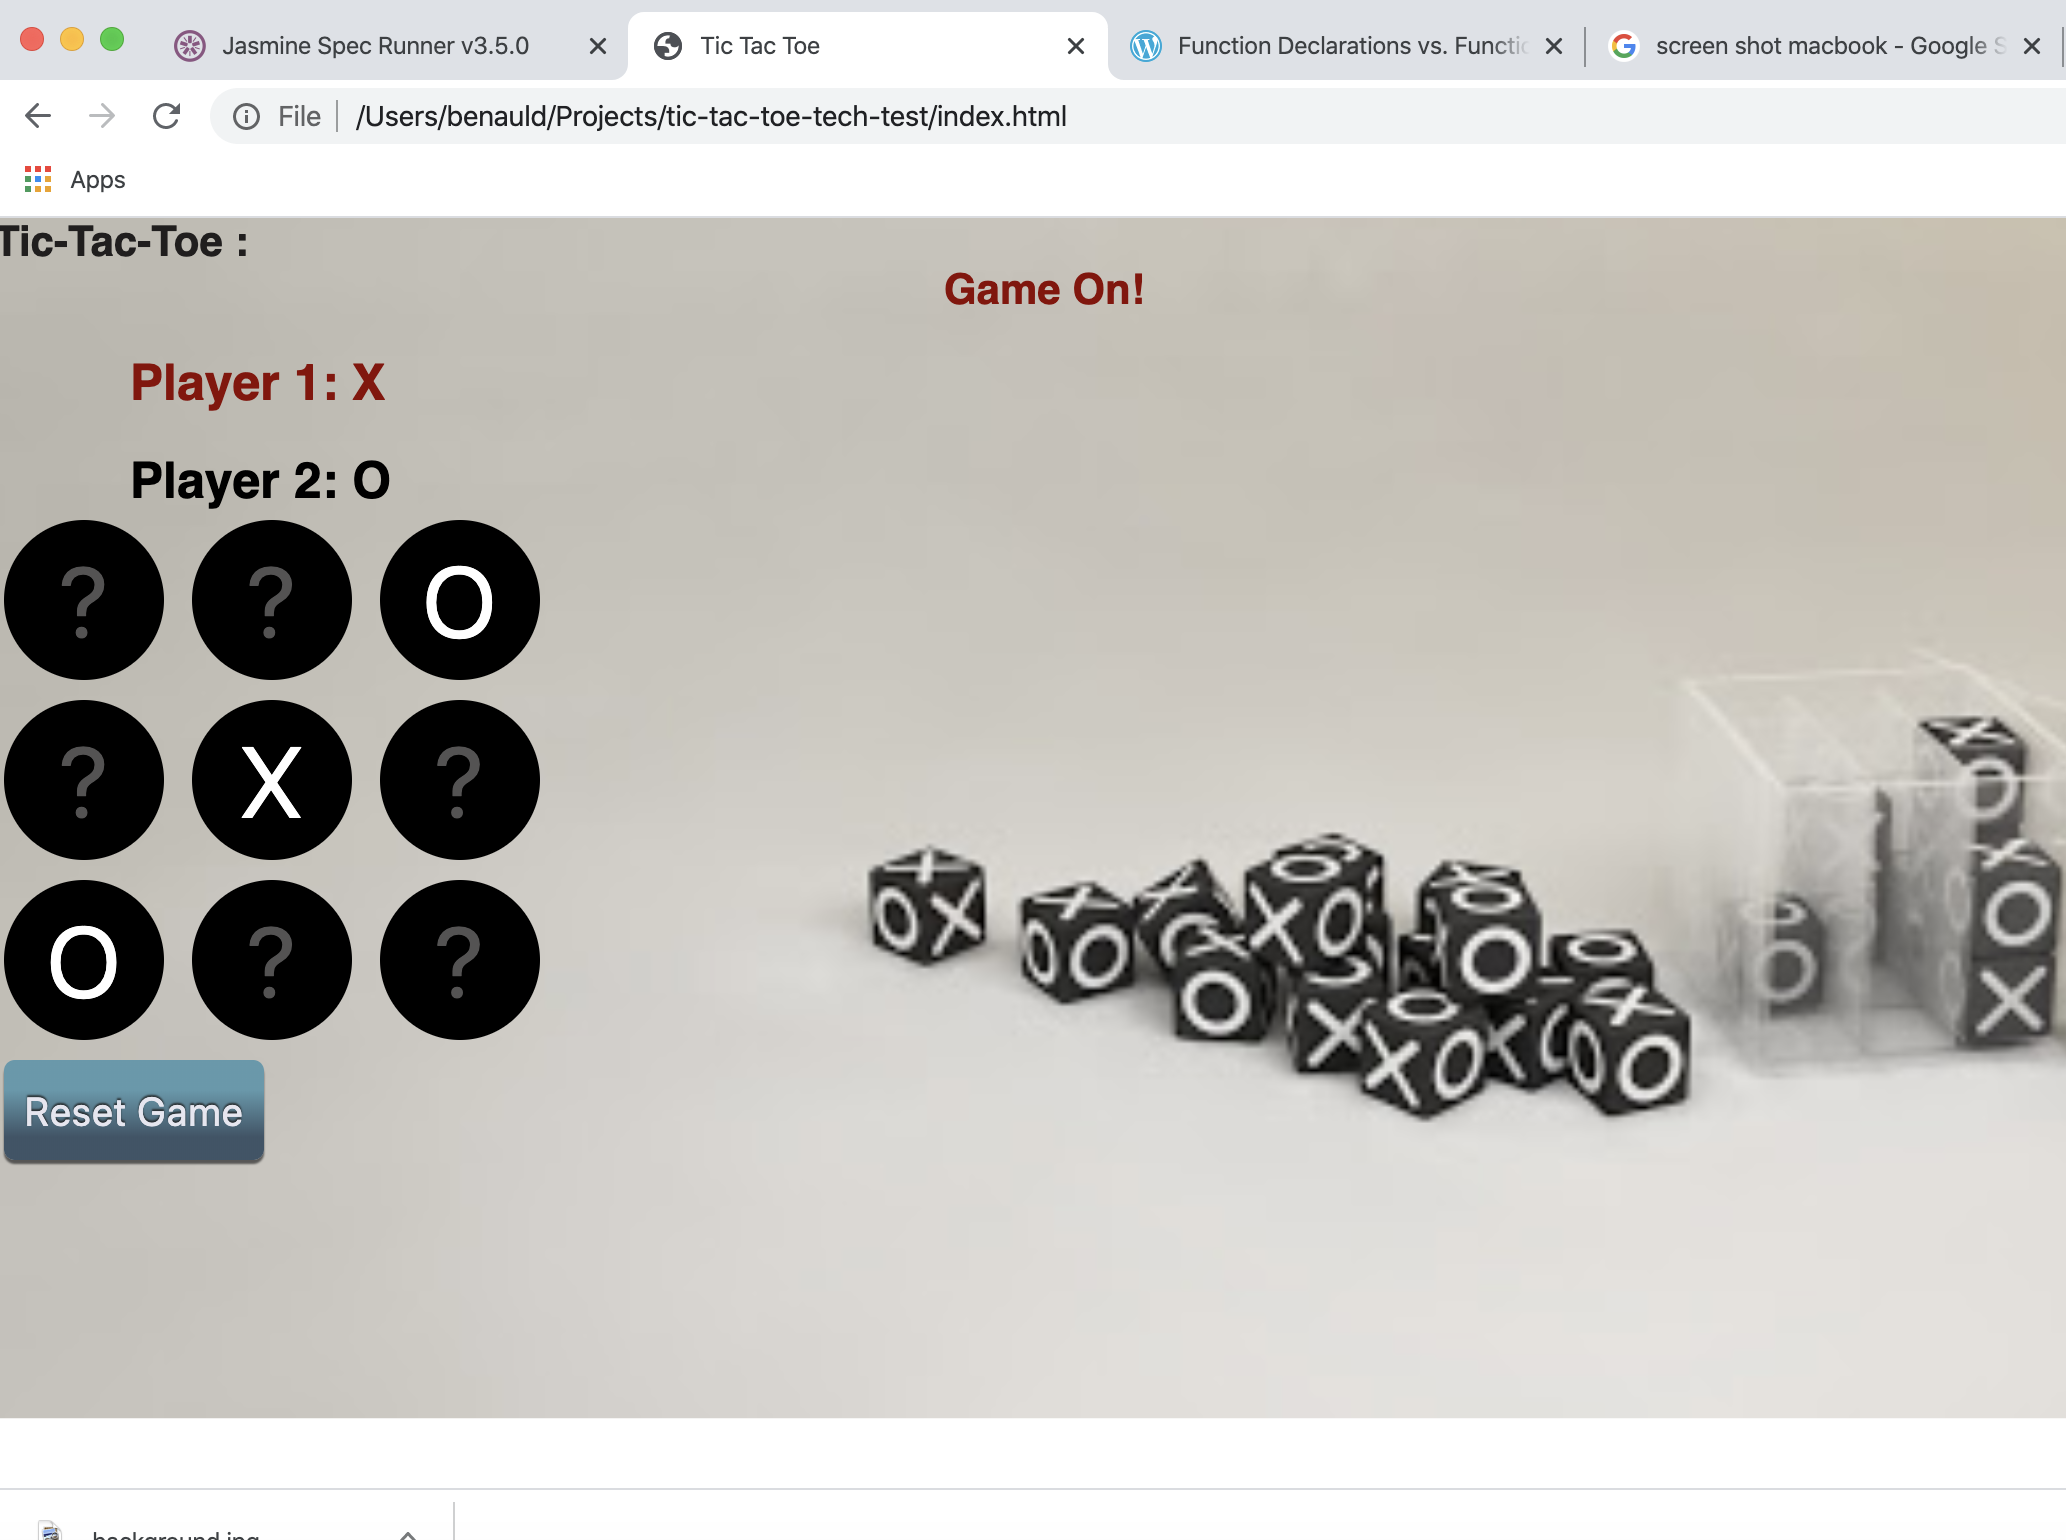 Jasmine Spec Runner v3.5.0
Tic Tac Toe
Function Declarations vs. Functi
screen shot macbook - Google S
File /Users/benauld/Projects/tic-tac-toe-tech-test/index.html
Apps
Tic-Tac-Toe :
Game On!
Player 1: X
Player 2: O
? ? O
? X ?
O ? ?
Reset Game